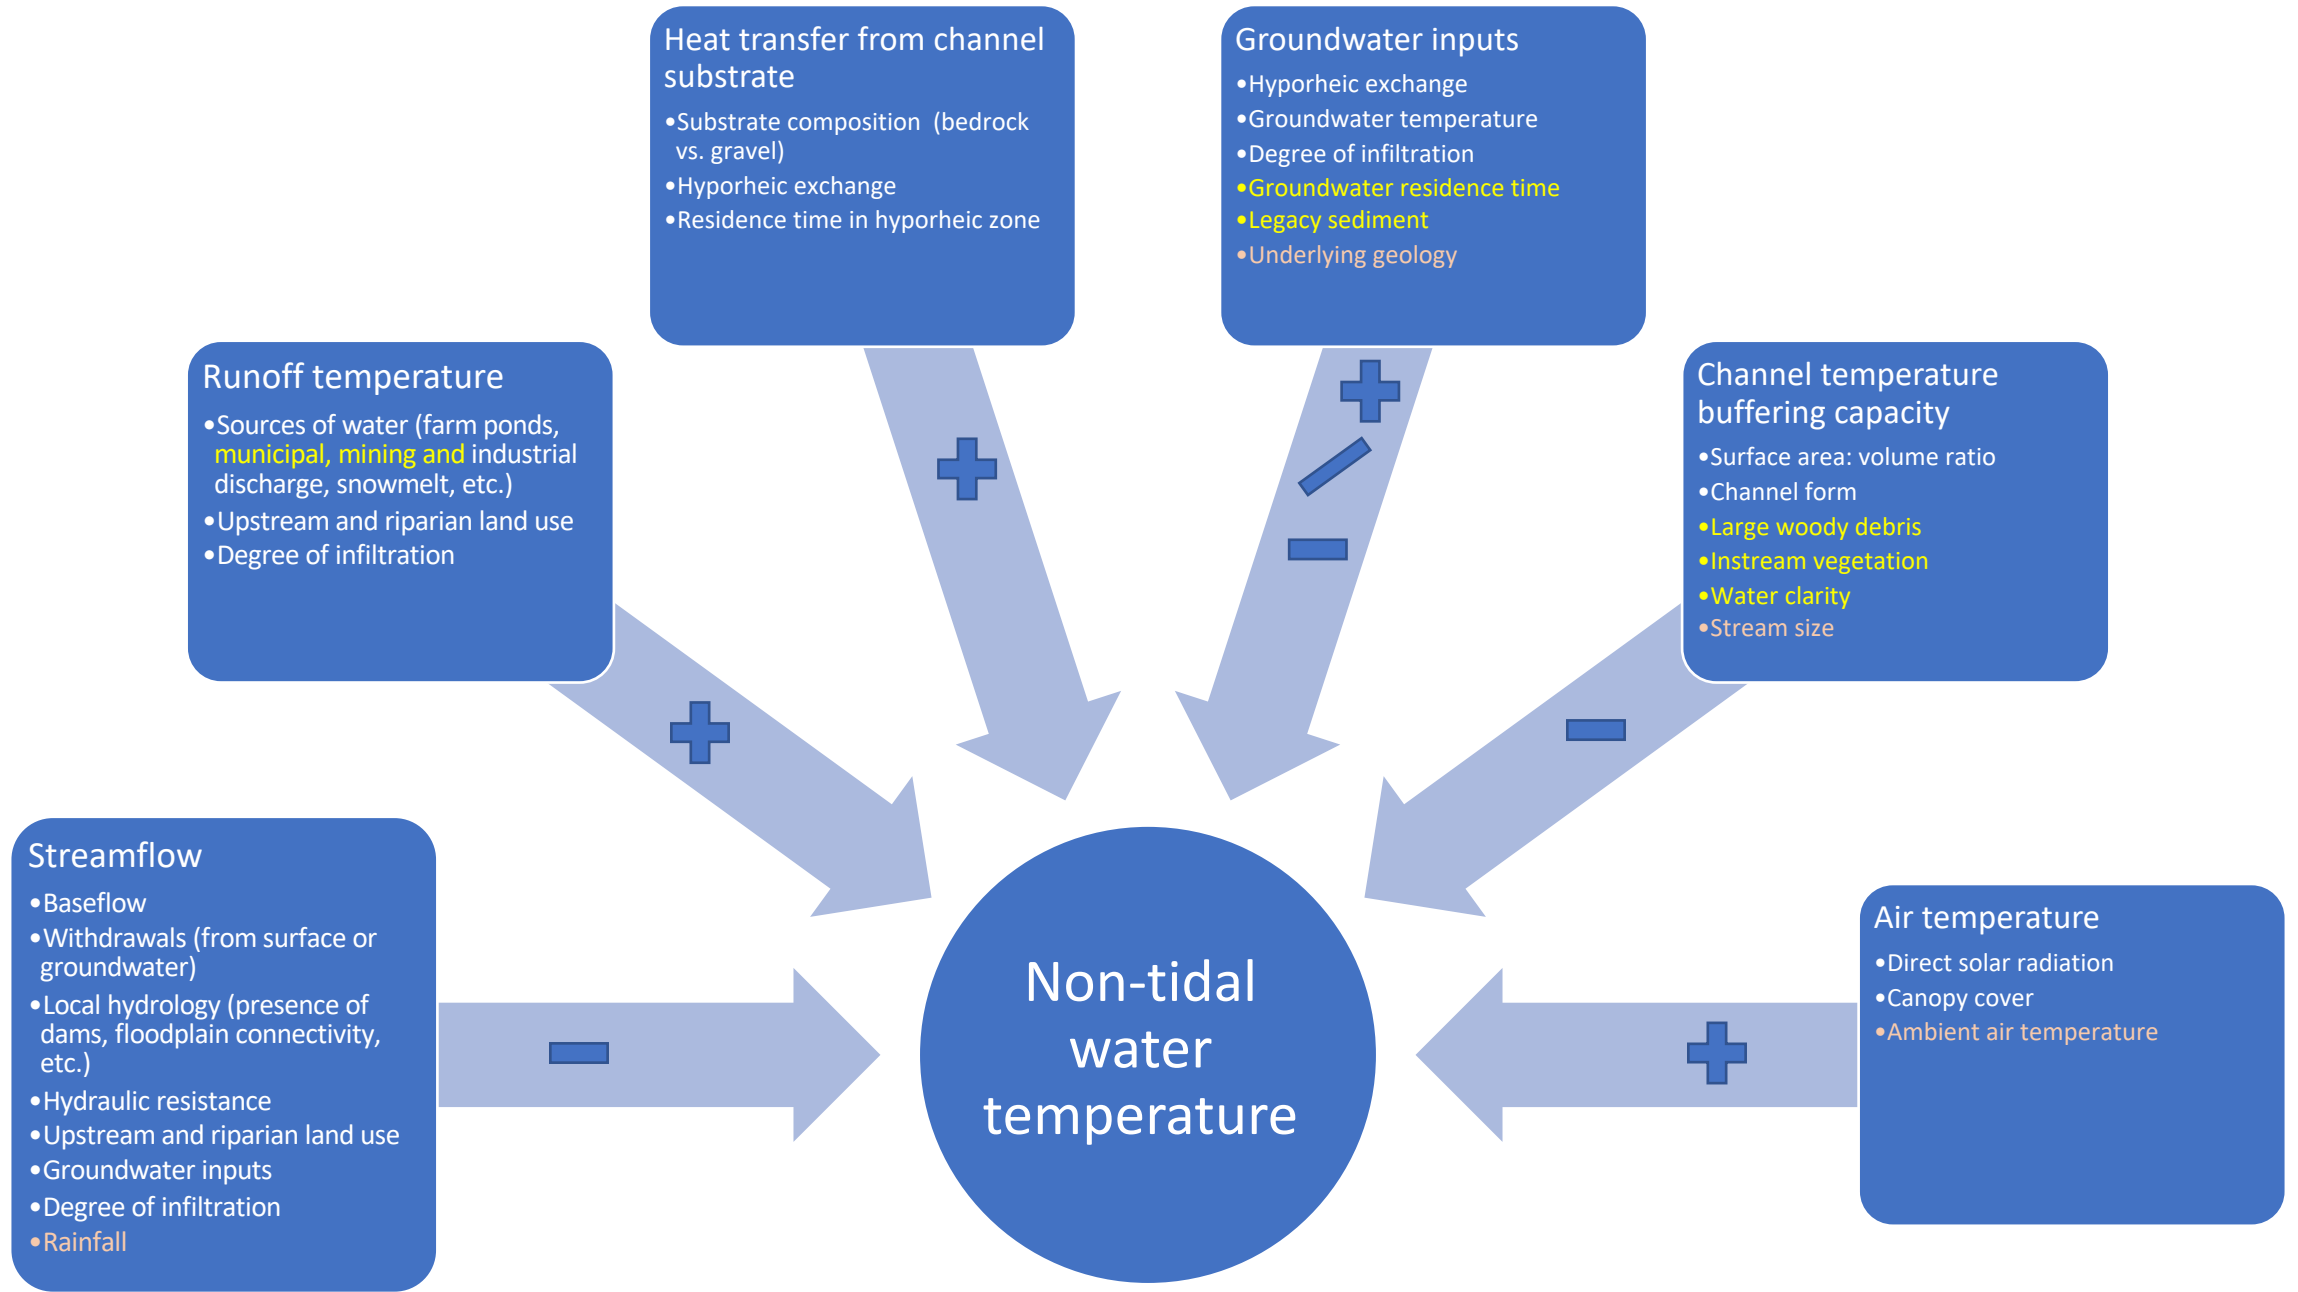 Heat transfer from channel
substrate
•Substrate composition  (bedrock
vs. gravel)
•Hyporheic exchange
•Residence time in hyporheic zone
Groundwater inputs
•Hyporheic exchange
•Groundwater temperature
•Degree of infiltration
•Groundwater residence time
•Legacy sediment
•Underlying geology
Runoff temperature
•Sources of water (farm ponds,
municipal, mining and industrial
discharge, snowmelt, etc.)
•Upstream and riparian land use
•Degree of infiltration
Channel temperature
buffering capacity
•Surface area: volume ratio
•Channel form
•Large woody debris
•Instream vegetation
•Water clarity
•Stream size
Streamflow
•Baseflow
•Withdrawals (from surface or
groundwater)
•Local hydrology (presence of
dams, floodplain connectivity,
etc.)
•Hydraulic resistance
•Upstream and riparian land use
•Groundwater inputs
•Degree of infiltration
•Rainfall
Non-tidal
water
temperature
Air temperature
•Direct solar radiation
•Canopy cover
•Ambient air temperature